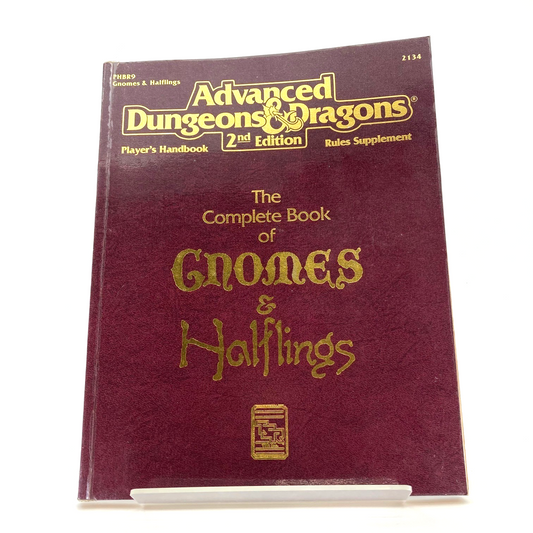 PHBR9
Gnomes & Halflings
2134
Advanced
Dungeons & Dragons®
2nd Edition
Player's Handbook
Rules Supplement
The
Complete Book
of
GNOMES
&
Halflings
TSR